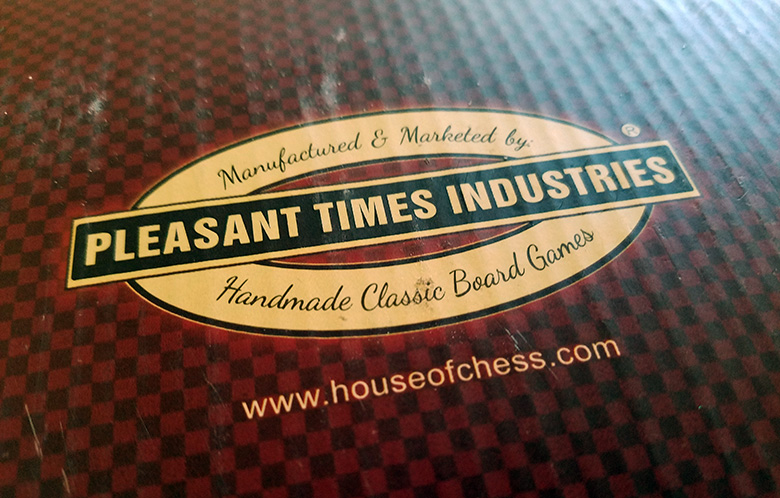 Manufactured & Marketed by:
®
PLEASANT TIMES INDUSTRIES
Handmade Classic Board Games
www.houseofchess.com